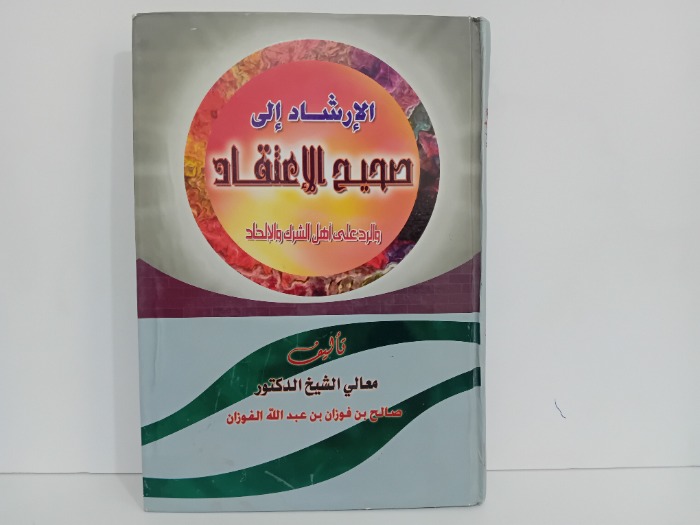 الإرشاد إلى
صحيح الإعتقاد
والرد على أهل الشرك والإلحاد
تأليف
معالي الشيخ الدكتور
صالح بن فوزان بن عبد الله الفوزان